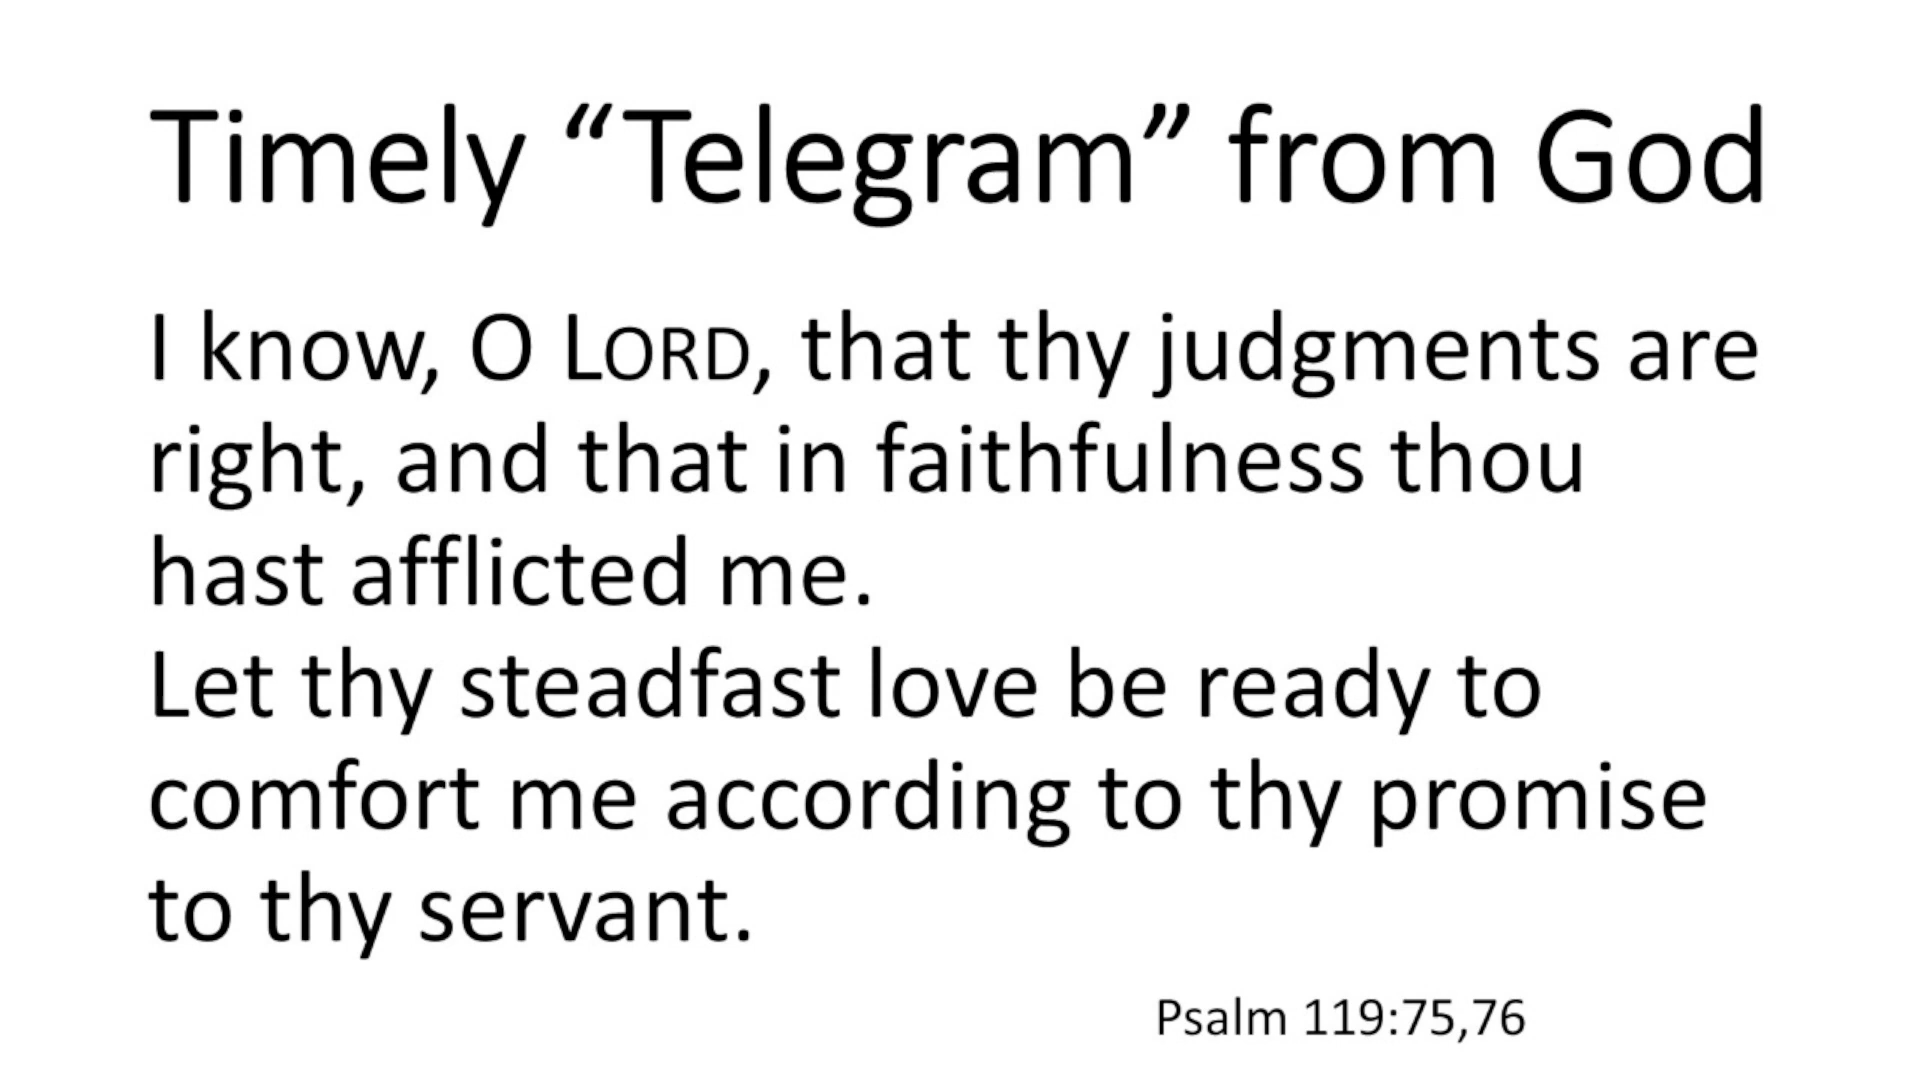 Timely “Telegram” from God
I know, O LORD, that thy judgments are
right, and that in faithfulness thou
hast afflicted me.
Let thy steadfast love be ready to
comfort me according to thy promise
to thy servant.
Psalm 119:75,76